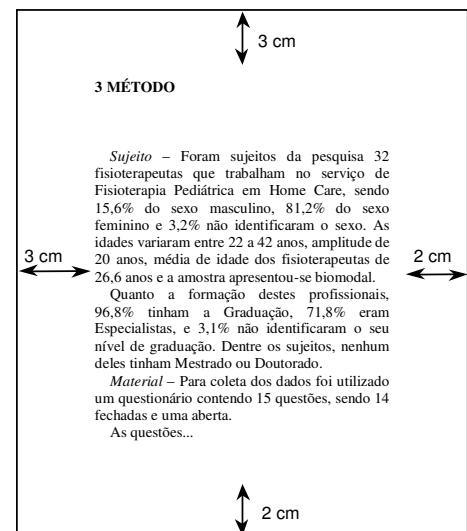 3 cm
3 MÉTODO
Sujeito – Foram sujeitos da pesquisa 32
fisioterapeutas que trabalham no serviço de
Fisioterapia Pediátrica em Home Care, sendo
15,6% do sexo masculino, 81,2% do sexo
feminino e 3,2% não identificaram o sexo. As
idades variaram entre 22 a 42 anos, amplitude de
20 anos, média de idade dos fisioterapeutas de
26,6 anos e a amostra apresentou-se biomodal.
3 cm
2 cm
Quanto a formação destes profissionais,
96,8% tinham a Graduação, 71,8% eram
Especialistas, e 3,1% não identificaram o seu
nível de graduação. Dentre os sujeitos, nenhum
deles tinham Mestrado ou Doutorado.
Material – Para coleta dos dados foi utilizado
um questionário contendo 15 questões, sendo 14
fechadas e uma aberta.
As questões...
2 cm